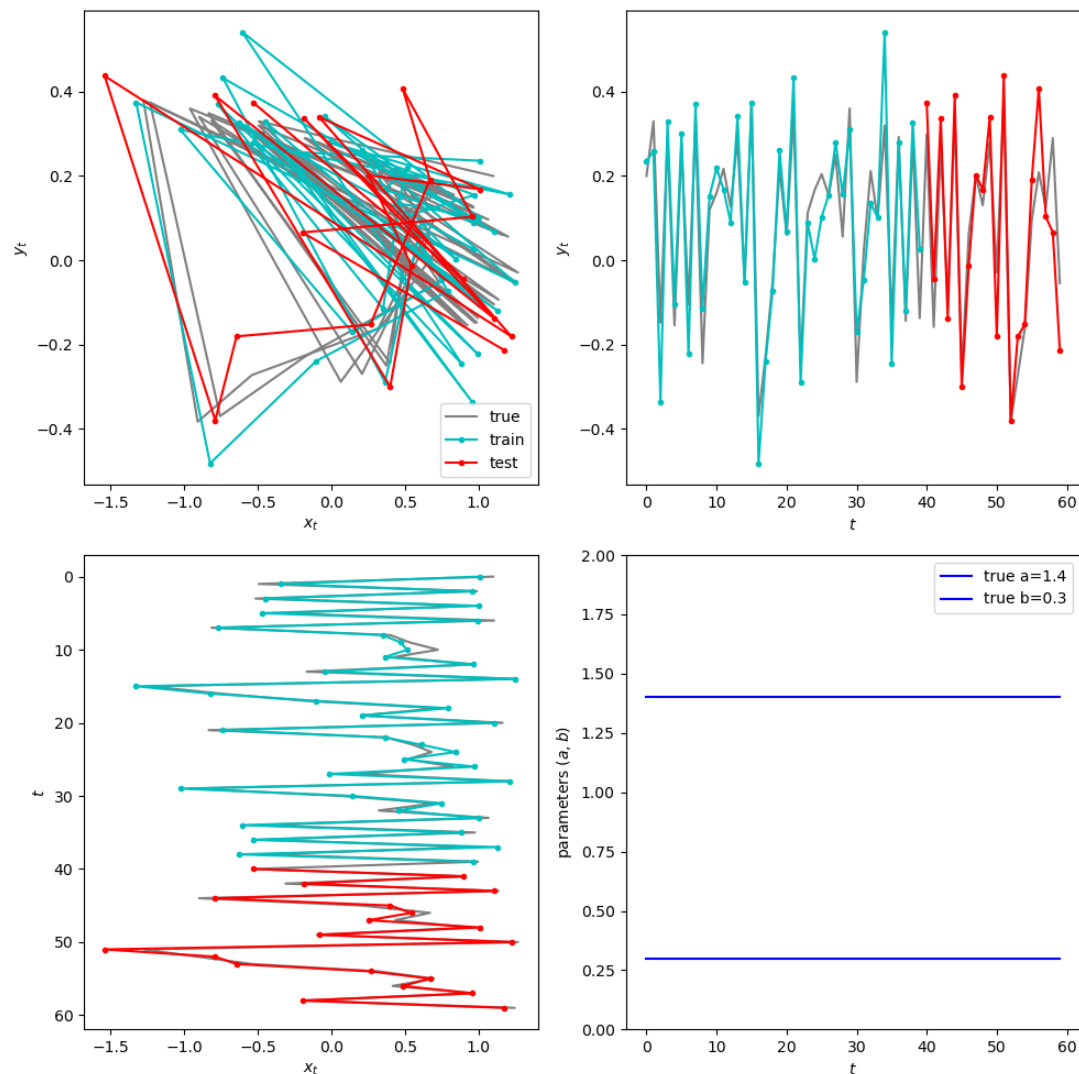 0.4
0.2
0.0
−0.2
−0.4
y_t
−1.5 −1.0 −0.5 0.0 0.5 1.0
x_t
true
train
test
0.4
0.2
0.0
−0.2
−0.4
y_t
0 10 20 30 40 50 60
t
0
10
20
30
40
50
60
t
−1.5 −1.0 −0.5 0.0 0.5 1.0
x_t
2.00
1.75
1.50
1.25
1.00
0.75
0.50
0.25
0.00
parameters (a, b)
0 10 20 30 40 50 60
t
true a=1.4
true b=0.3